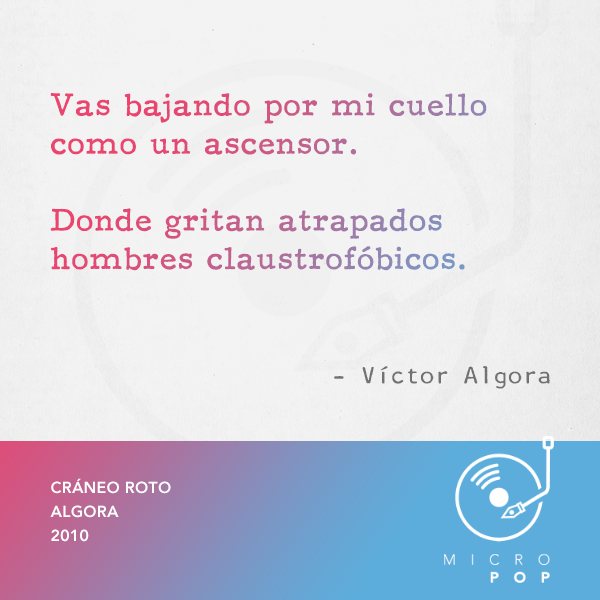 Vas bajando por mi cuello
como un ascensor.
Donde gritan atrapados
hombres claustrofóbicos.
- Víctor Algora
CRÁNEO ROTO
ALGORA
2010
MICRO
POP